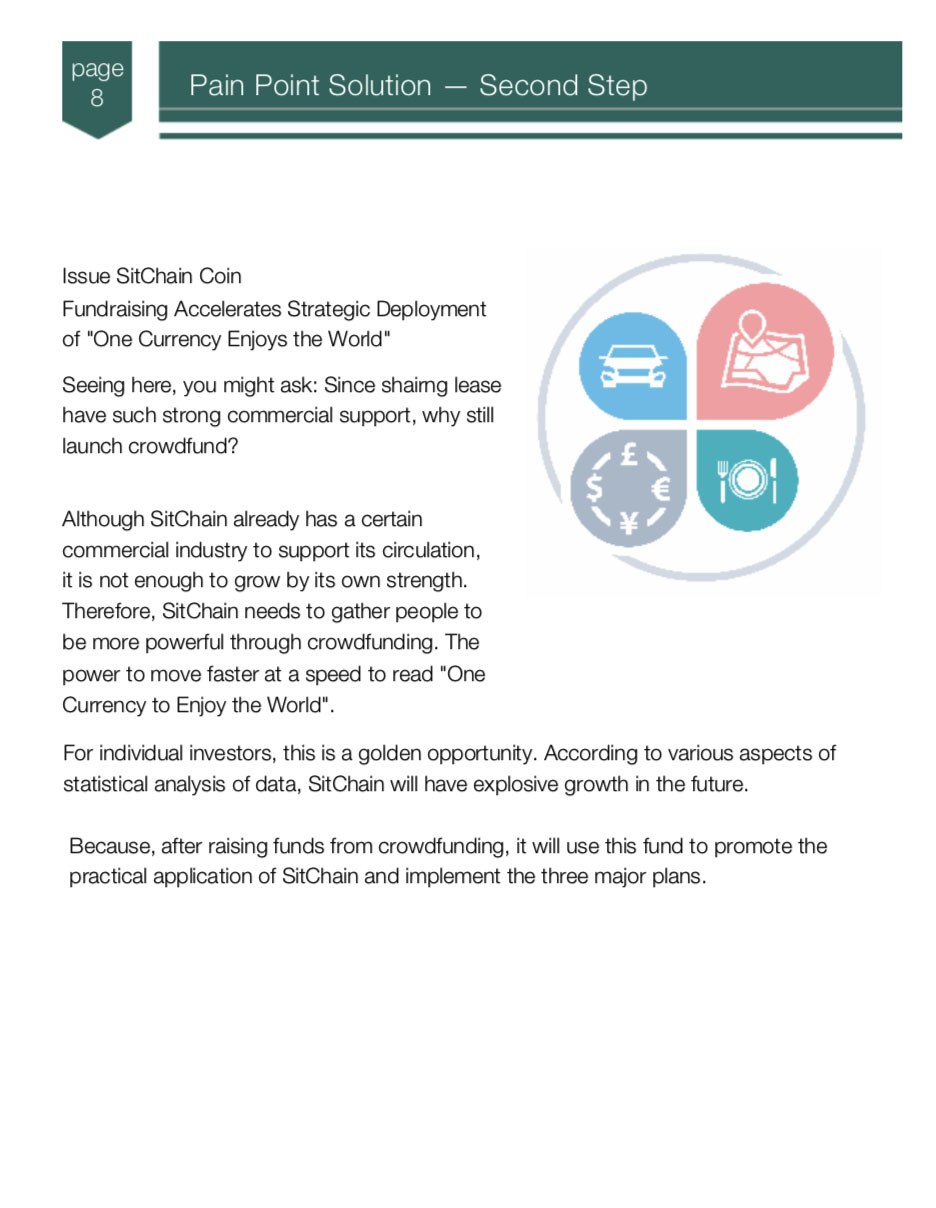 page
8
Pain Point Solution — Second Step
Issue SitChain Coin
Fundraising Accelerates Strategic Deployment
of "One Currency Enjoys the World"
Seeing here, you might ask: Since shairng lease
have such strong commercial support, why still
launch crowdfund?
Although SitChain already has a certain
commercial industry to support its circulation,
it is not enough to grow by its own strength.
Therefore, SitChain needs to gather people to
be more powerful through crowdfunding. The
power to move faster at a speed to read "One
Currency to Enjoy the World".
£
$ €
¥
For individual investors, this is a golden opportunity. According to various aspects of
statistical analysis of data, SitChain will have explosive growth in the future.
Because, after raising funds from crowdfunding, it will use this fund to promote the
practical application of SitChain and implement the three major plans.